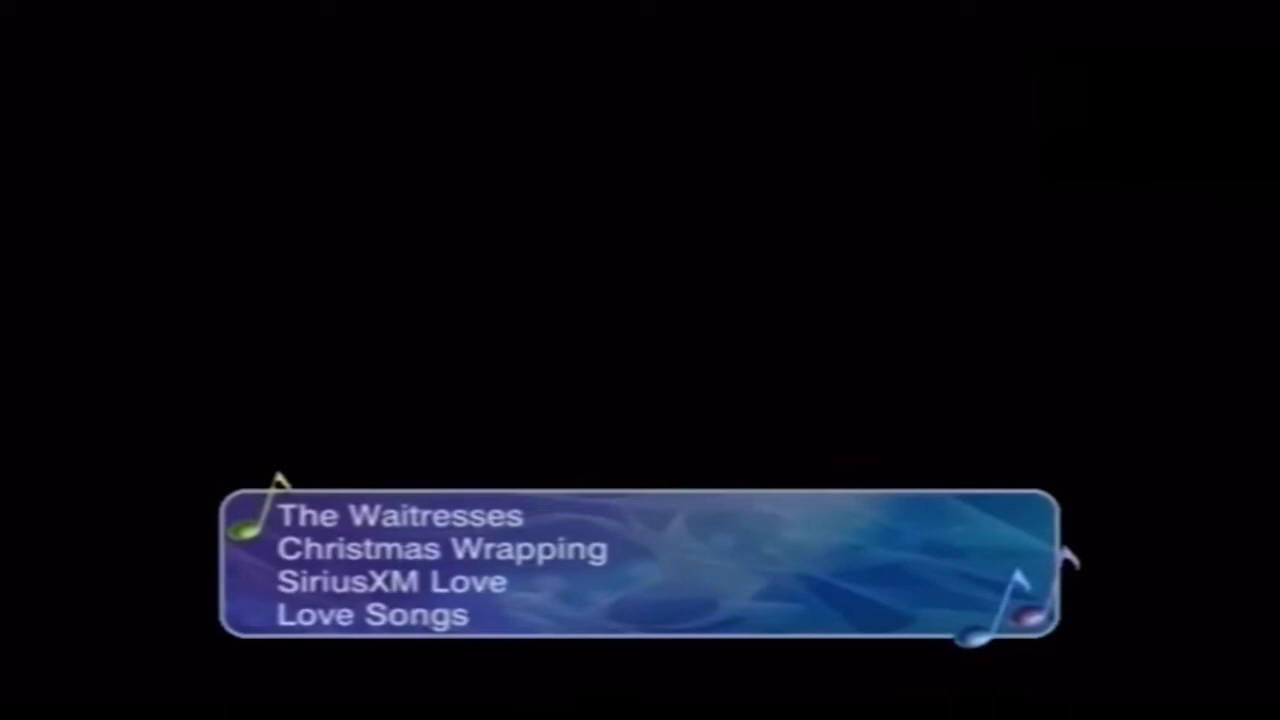 The Waitresses
Christmas Wrapping
SiriusXM Love
Love Songs